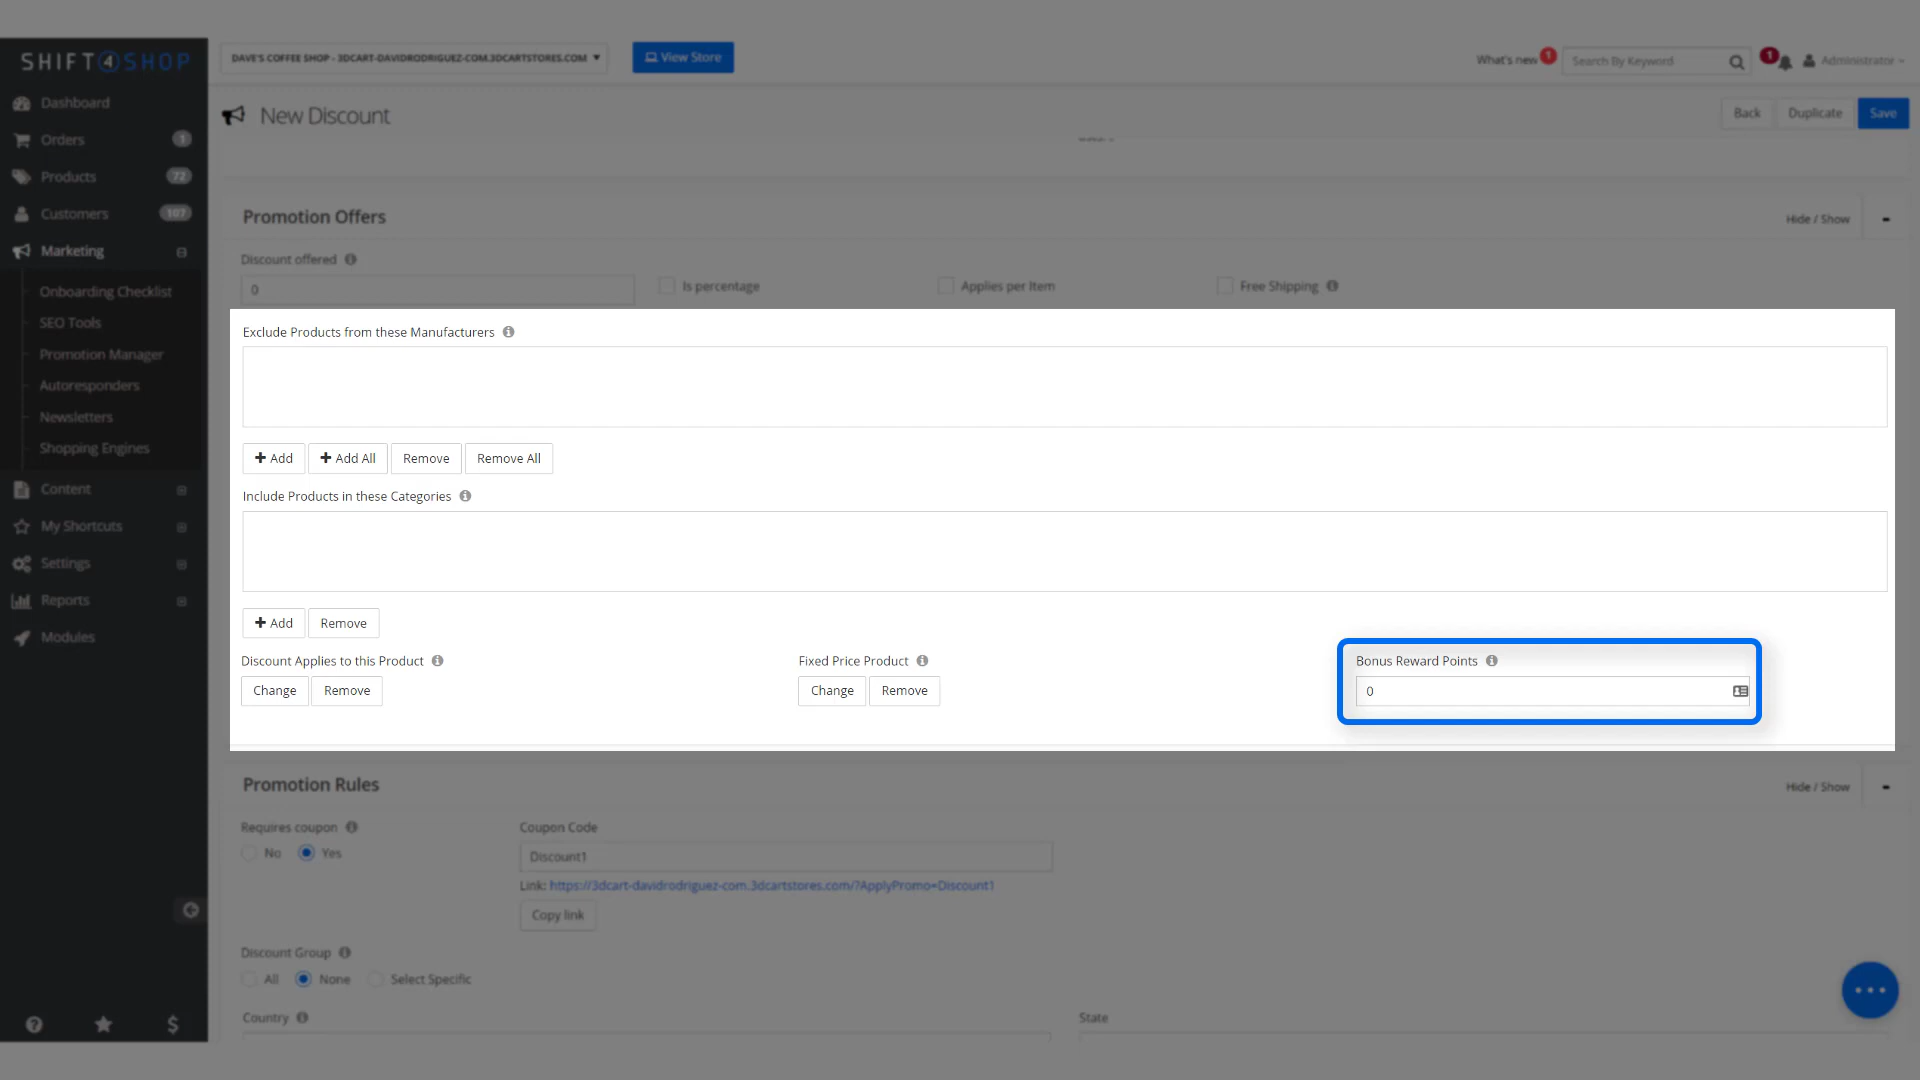 SHIFT4SHOP
DAVE'S COFFEE SHOP - 3DCART-DAVIDRODRIGUEZ-COM.3DCARTSTORES.COM
View Store
What's new
1
Search By Keyword
1
Administrator
New Discount
Back
Duplicate
Save
Dashboard
Orders
1
Products
72
Customers
107
Marketing
Onboarding Checklist
SEO Tools
Promotion Manager
Autoresponders
Newsletters
Shopping Engines
Content
My Shortcuts
Settings
Reports
Modules
Promotion Offers
Hide / Show
Discount offered
0
Is percentage
Applies per Item
Free Shipping
Exclude Products from these Manufacturers
Add
Add All
Remove
Remove All
Include Products in these Categories
Add
Remove
Discount Applies to this Product
Change
Remove
Fixed Price Product
Change
Remove
Bonus Reward Points
0
Promotion Rules
Hide / Show
Requires coupon
No
Yes
Coupon Code
Discount1
Link: https://3dcart-davidrodriguez-com.3dcartstores.com/?ApplyPromo=Discount1
Copy link
Discount Group
All
None
Select Specific
Country
State